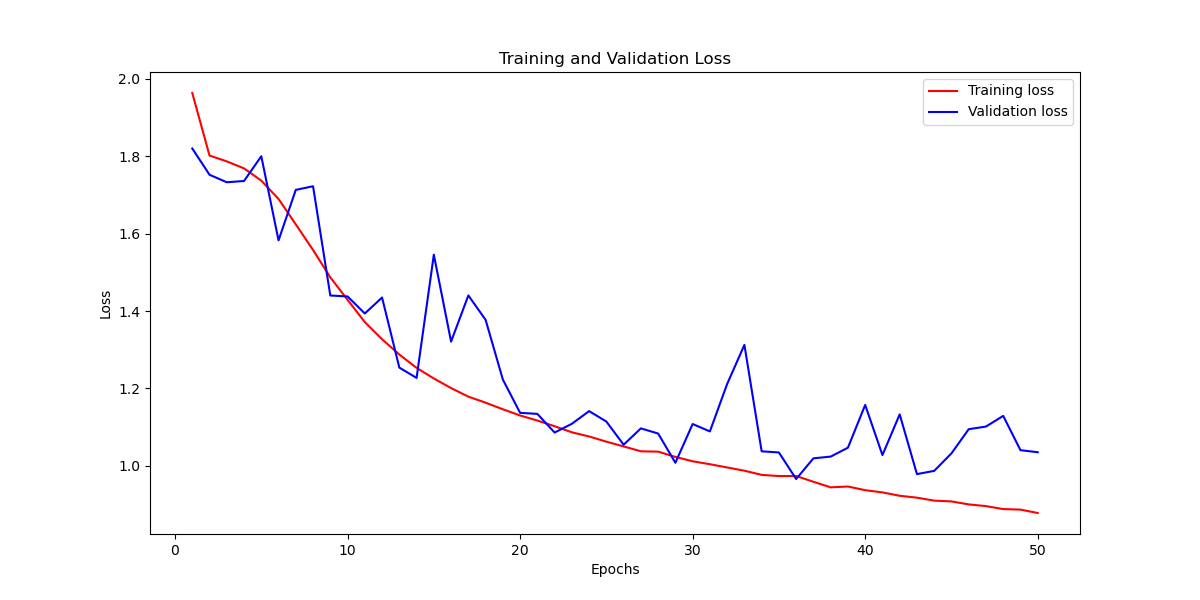 Training and Validation Loss
Training loss
Validation loss
2.0
1.8
1.6
1.4
1.2
1.0
Loss
0 10 20 30 40 50
Epochs